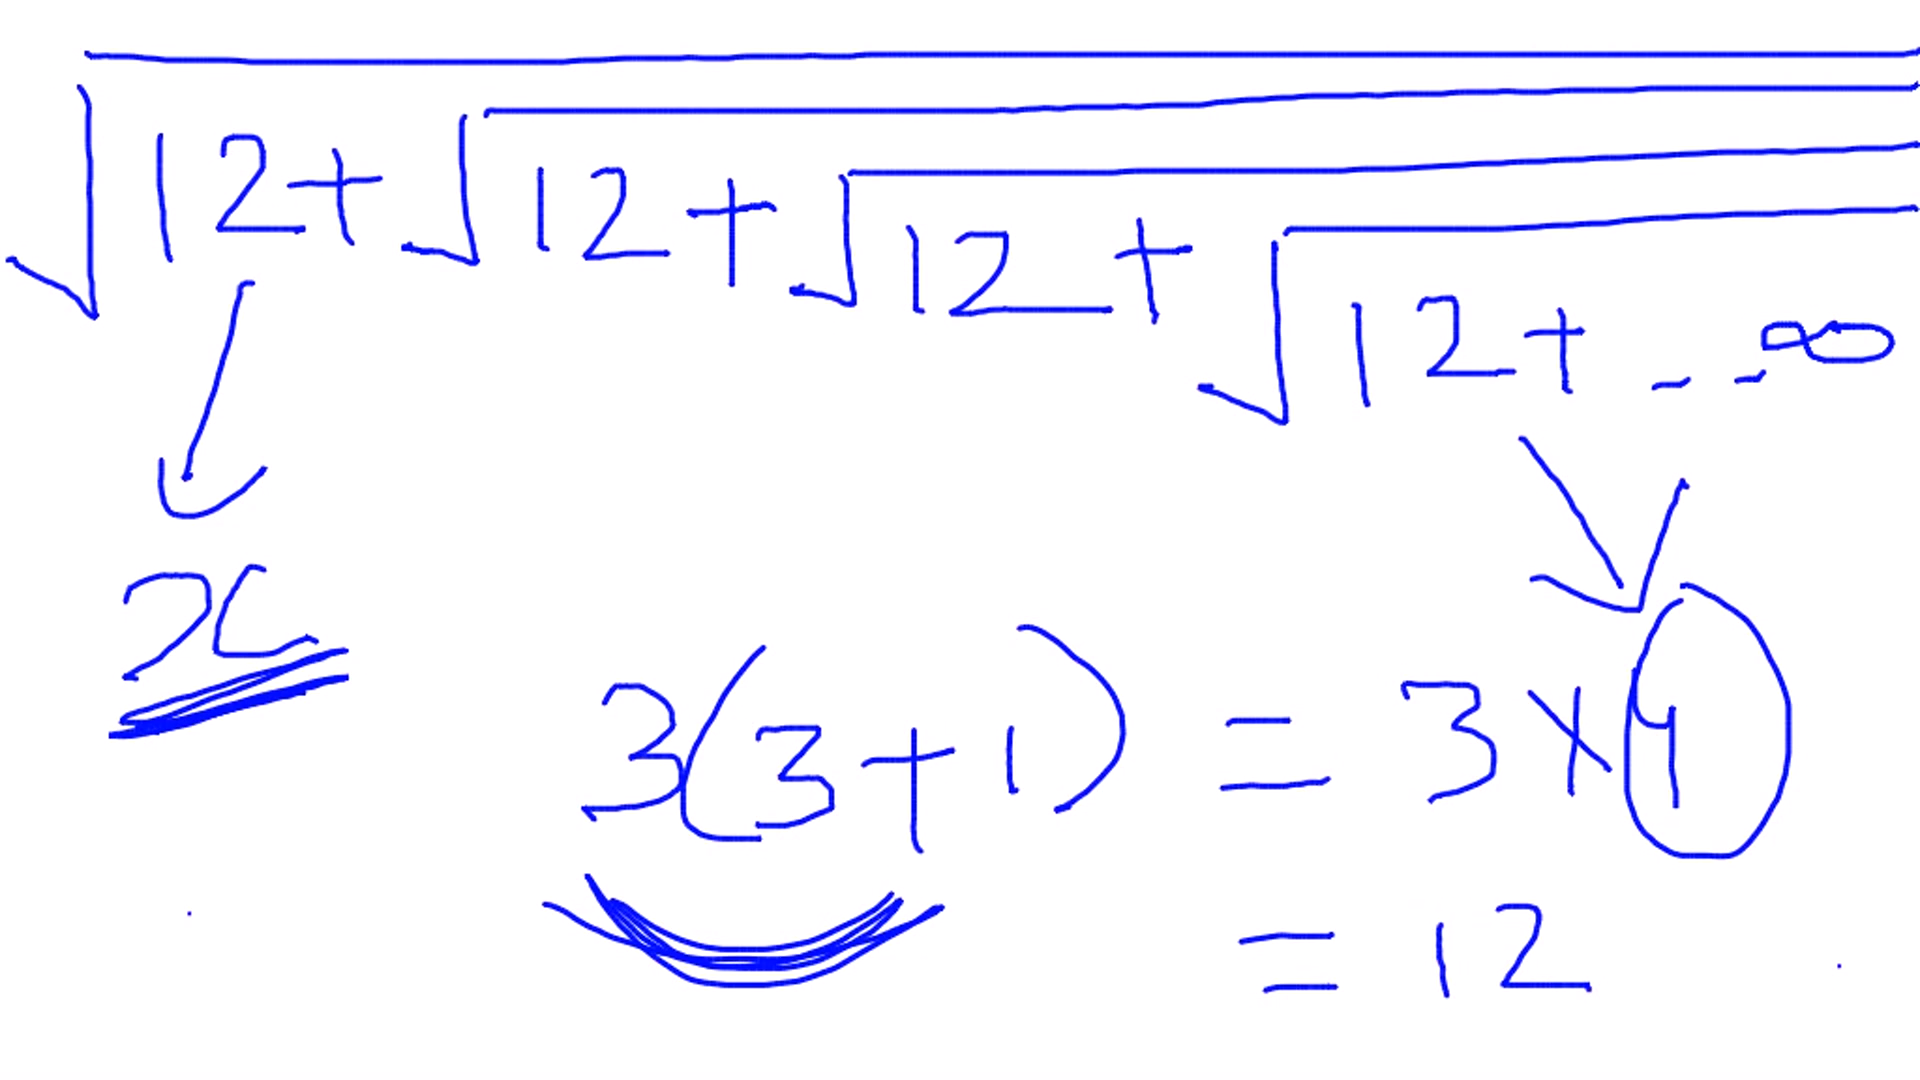 √12+√12+√12+√12+ - - ∞
x
3(3+1) = 3×4
= 12